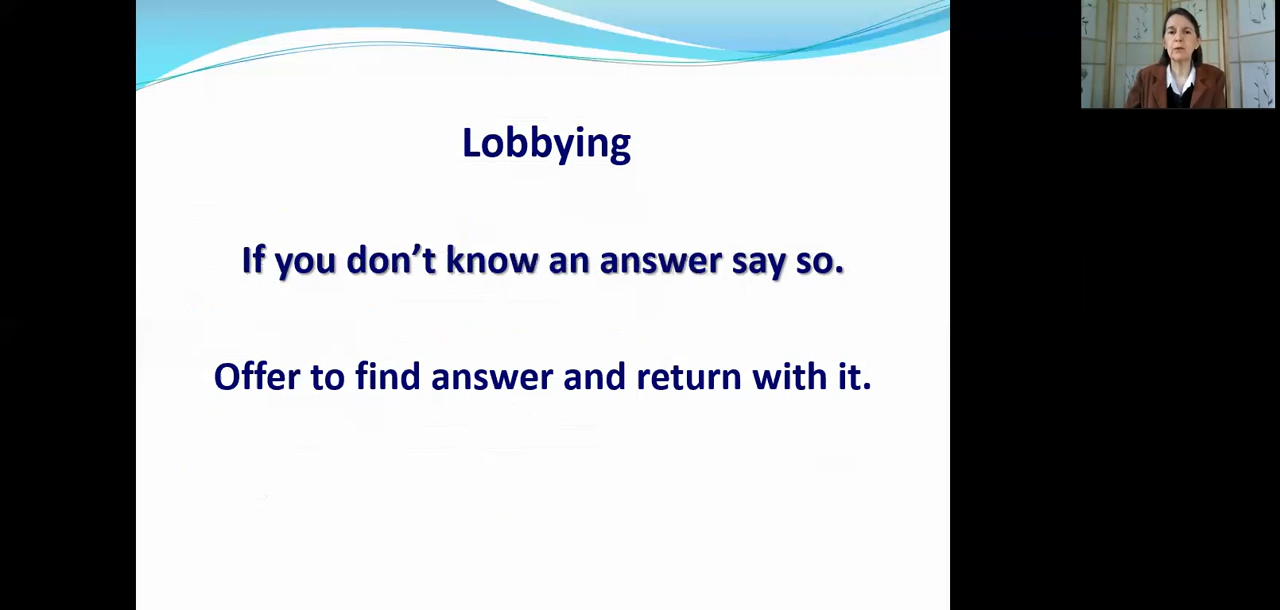 Lobbying
If you don’t know an answer say so.
Offer to find answer and return with it.